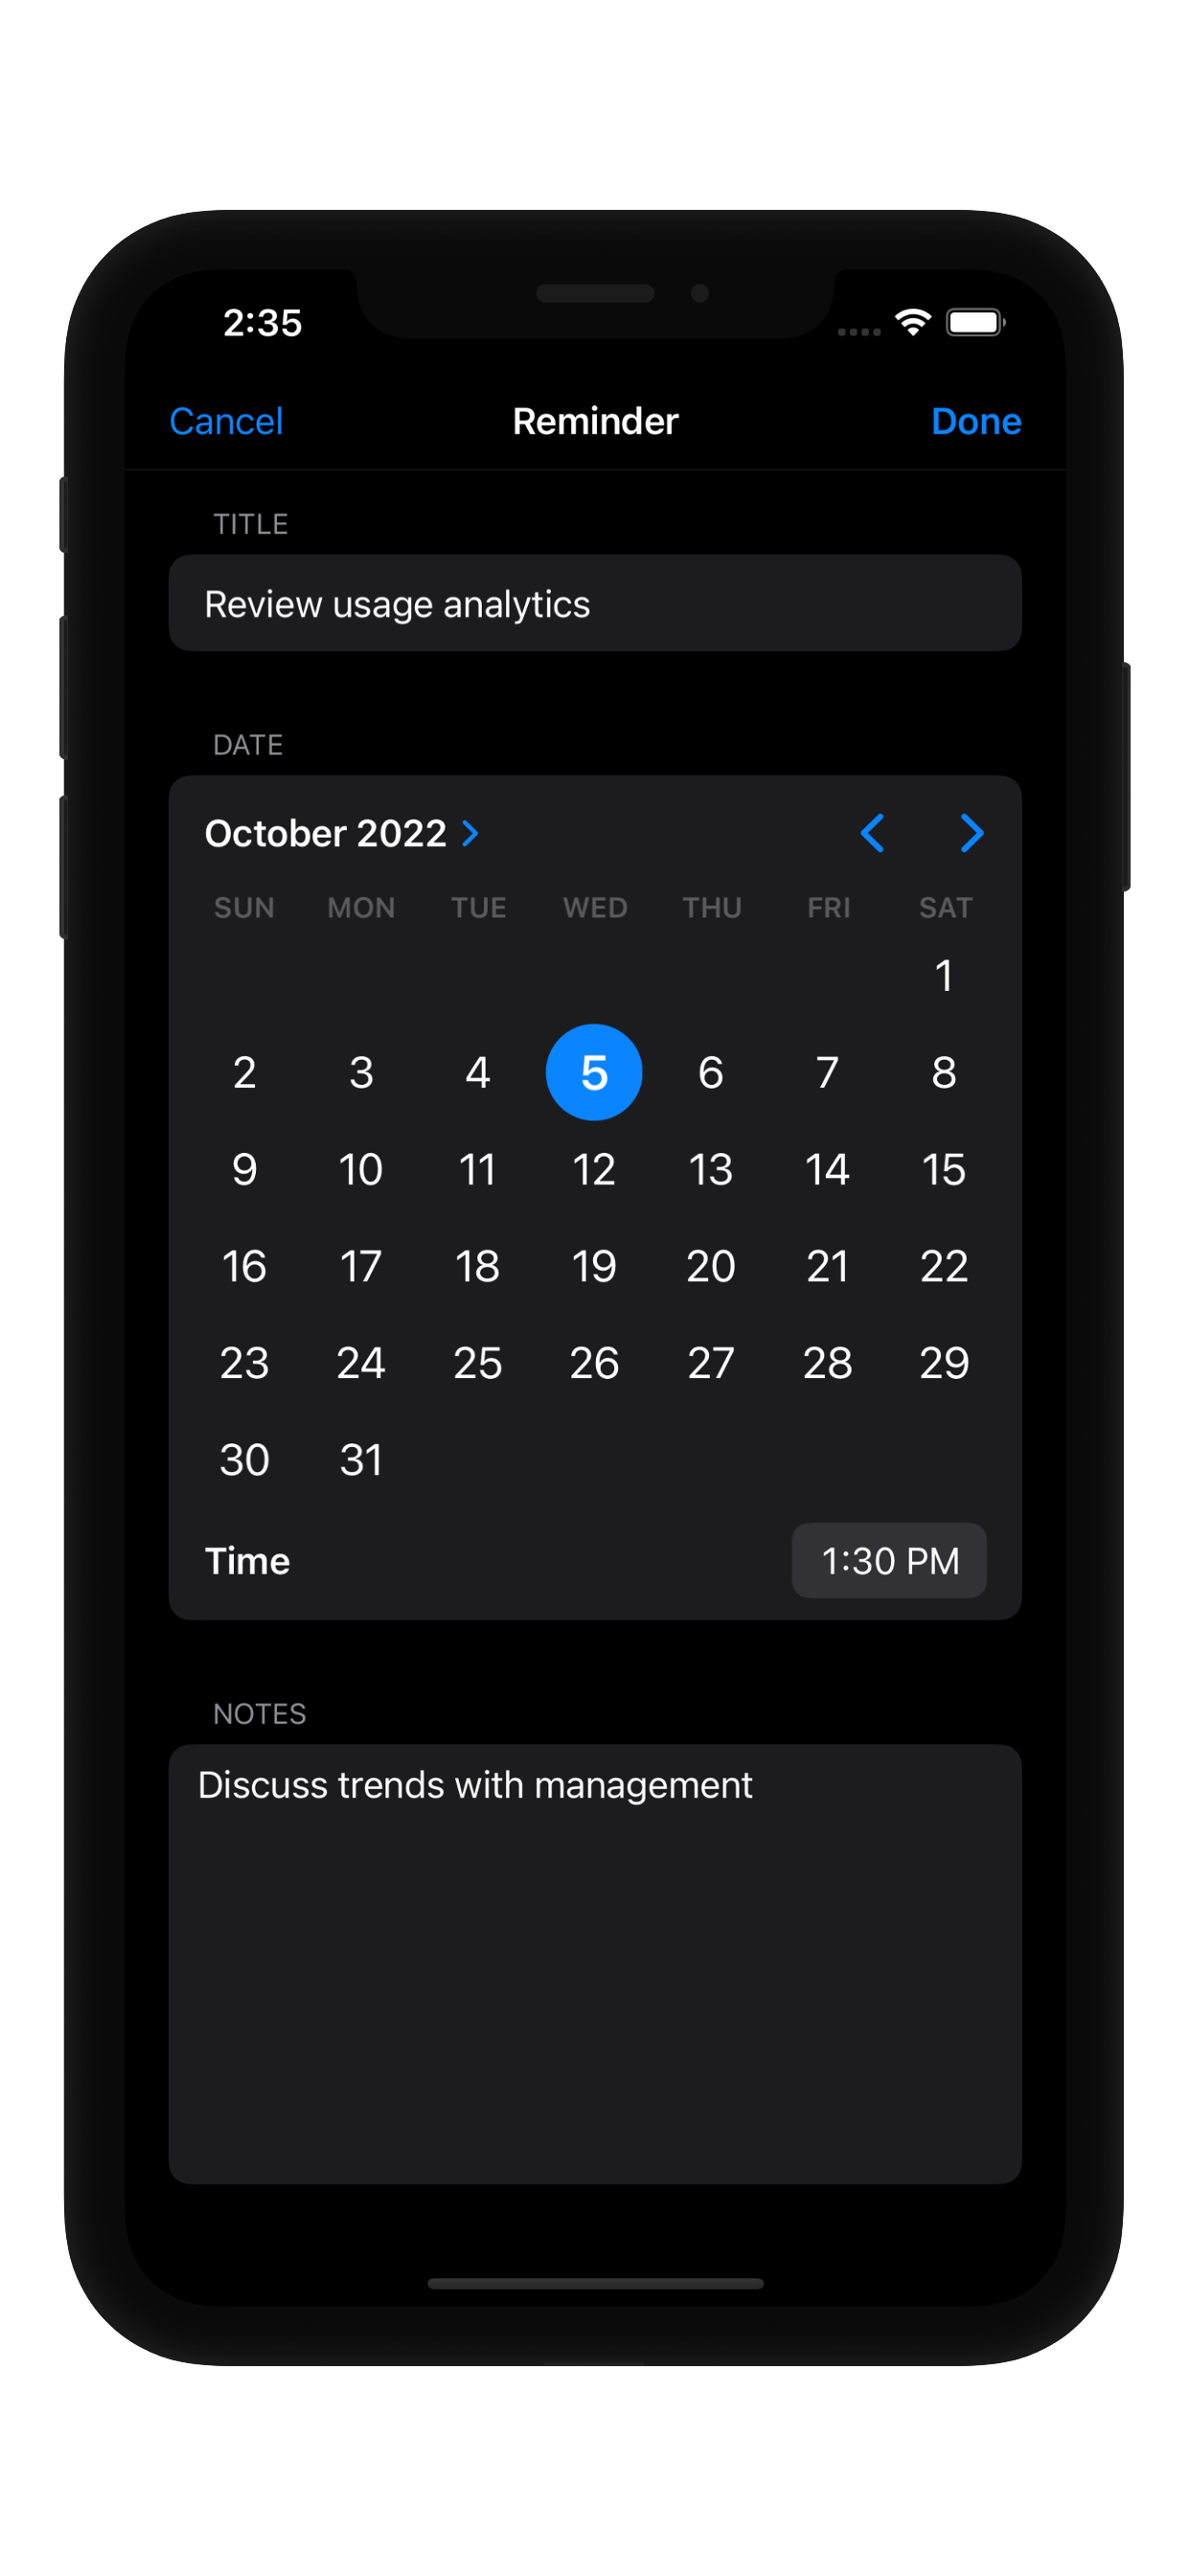 2:35
Cancel Reminder Done
TITLE
Review usage analytics
DATE
October 2022
SUN MON TUE WED THU FRI SAT
1
2 3 4 5 6 7 8
9 10 11 12 13 14 15
16 17 18 19 20 21 22
23 24 25 26 27 28 29
30 31
Time 1:30 PM
NOTES
Discuss trends with management